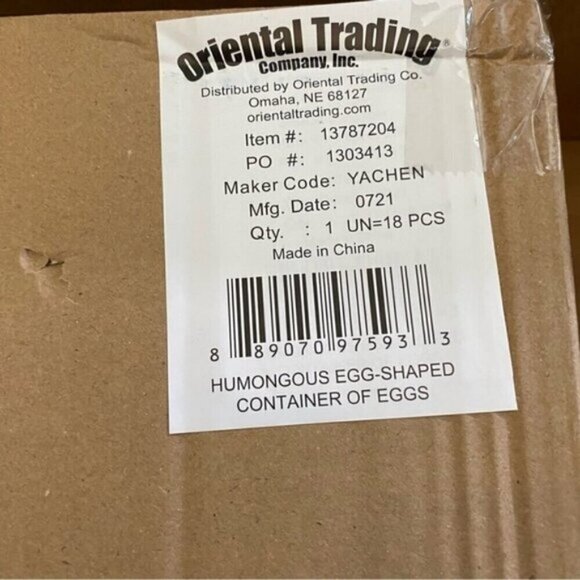 Oriental Trading®
Company, Inc.
Distributed by Oriental Trading Co.
Omaha, NE 68127
orientaltrading.com
Item #: 13787204
PO #: 1303413
Maker Code: YACHEN
Mfg. Date: 0721
Qty. : 1 UN=18 PCS
Made in China
8 89070 97593 3
HUMONGOUS EGG-SHAPED
CONTAINER OF EGGS